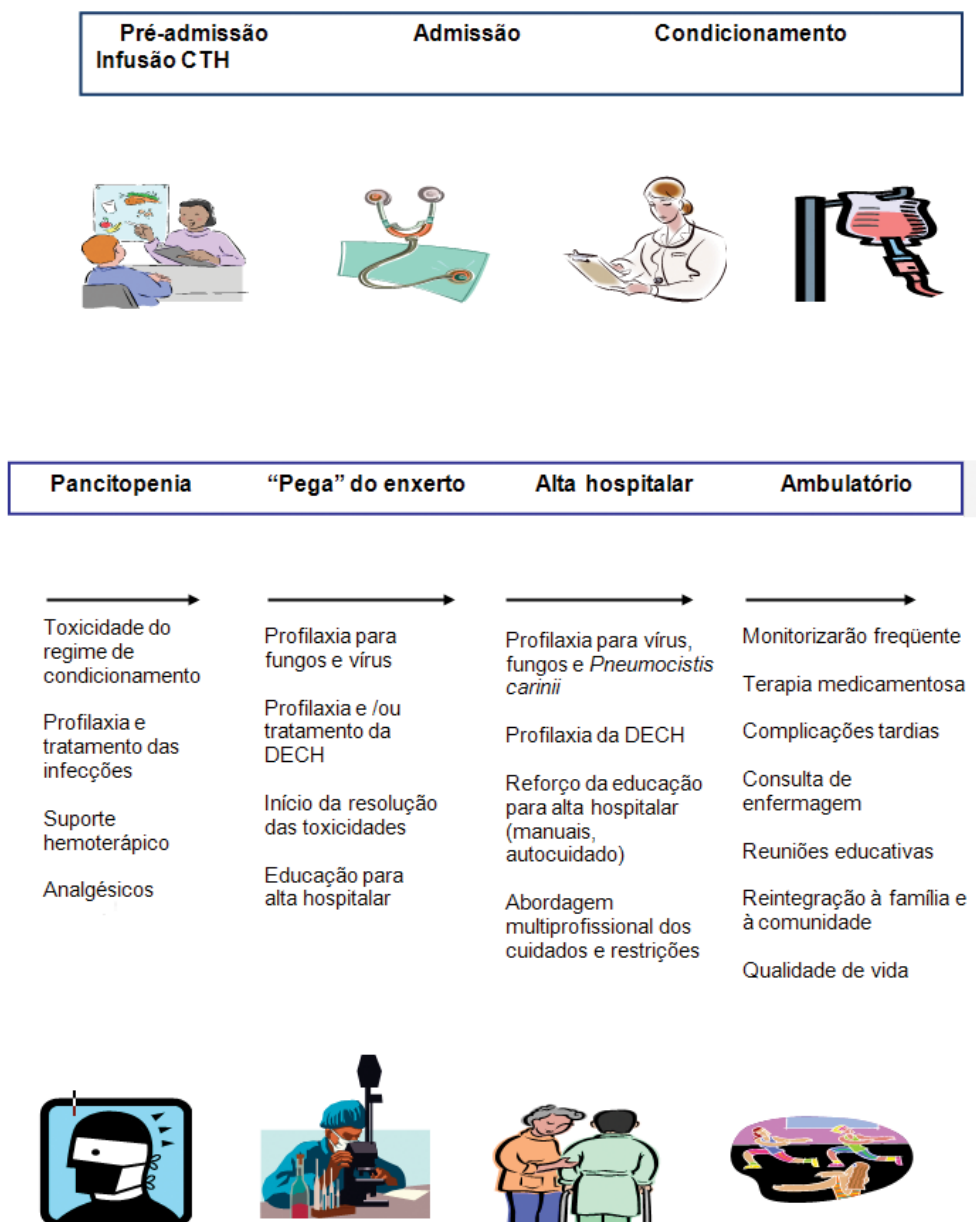 Pré-admissão Admissão Condicionamento
Infusão CTH
Pancitopenia “Pega” do enxerto Alta hospitalar Ambulatório
Toxicidade do
regime de
condicionamento
Profilaxia e
tratamento das
infecções
Suporte
hemoterápico
Analgésicos
Profilaxia para
fungos e vírus
Profilaxia e /ou
tratamento da
DECH
Início da resolução
das toxicidades
Educação para
alta hospitalar
Profilaxia para vírus,
fungos e Pneumocistis
carinii
Profilaxia da DECH
Reforço da educação
para alta hospitalar
(manuais,
autocuidado)
Abordagem
multiprofissional dos
cuidados e restrições
Monitorizarão freqüente
Terapia medicamentosa
Complicações tardias
Consulta de
enfermagem
Reuniões educativas
Reintegração à família e
à comunidade
Qualidade de vida